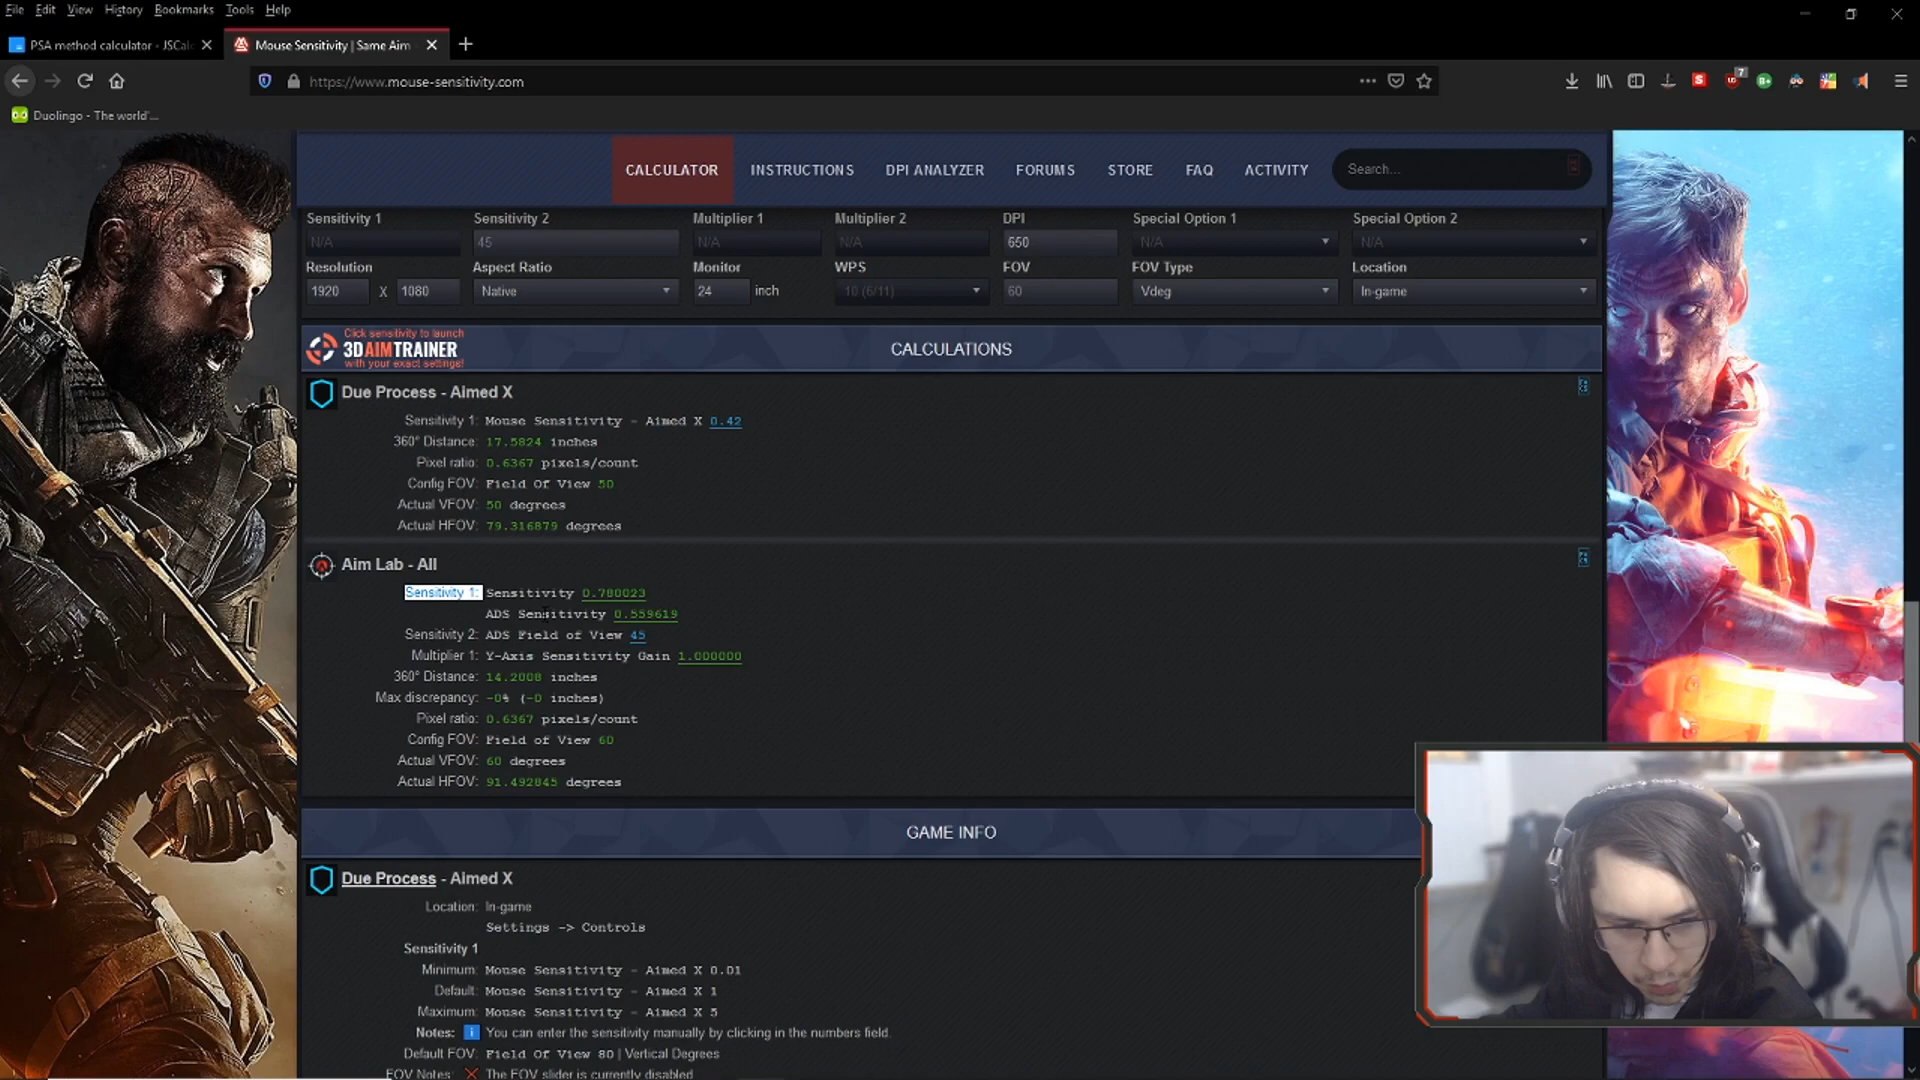 File Edit View History Bookmarks Tools Help
PSA method calculator - JSCal
Mouse Sensitivity | Same Aim
https://www.mouse-sensitivity.com
7
Duolingo - The world'...
CALCULATOR INSTRUCTIONS DPI ANALYZER FORUMS STORE FAQ ACTIVITY Search...
Sensitivity 1 Sensitivity 2 Multiplier 1 Multiplier 2 DPI Special Option 1 Special Option 2
N/A 45 N/A N/A 650 N/A N/A
Resolution Aspect Ratio Monitor WPS FOV FOV Type Location
1920 X 1080 Native 24 inch 10 (6/11) 60 Vdeg In-game
Click sensitivity to launch
3DAIMTRAINER
with your exact settings!
CALCULATIONS
Due Process - Aimed X
Sensitivity 1: Mouse Sensitivity - Aimed X 0.42
360° Distance: 17.5824 inches
Pixel ratio: 0.6367 pixels/count
Config FOV: Field Of View 50
Actual VFOV: 50 degrees
Actual HFOV: 79.316879 degrees
Aim Lab - All
Sensitivity 1: Sensitivity 0.780023
ADS Sensitivity 0.559619
Sensitivity 2: ADS Field of View 45
Multiplier 1: Y-Axis Sensitivity Gain 1.000000
360° Distance: 14.2008 inches
Max discrepancy: -0% (-0 inches)
Pixel ratio: 0.6367 pixels/count
Config FOV: Field of View 60
Actual VFOV: 60 degrees
Actual HFOV: 91.492845 degrees
GAME INFO
Due Process - Aimed X
Location: In-game
Settings -> Controls
Sensitivity 1
Minimum: Mouse Sensitivity - Aimed X 0.01
Default: Mouse Sensitivity - Aimed X 1
Maximum: Mouse Sensitivity - Aimed X 5
Notes: i You can enter the sensitivity manually by clicking in the numbers field.
Default FOV: Field Of View 80 | Vertical Degrees
FOV Notes: The FOV slider is currently disabled